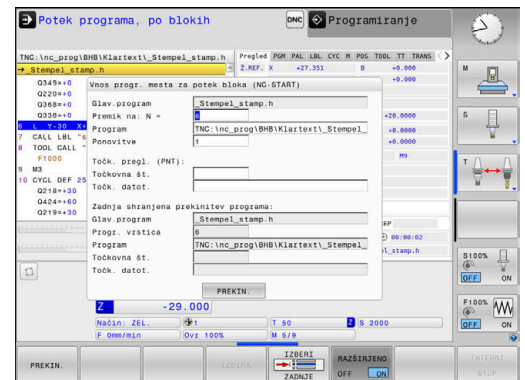 Potek programa, po blokih
DNC
Programiranje
TNC:\nc_prog\BHB\Klartext\_Stempel_stamp.h
→_Stempel_stamp.h
Pregled PGM PAL LBL CYC M POS TOOL TT TRANS
Ž.REF. X +27.351 B +0.000
+0.000
Q349=+0
Q220=+0
Q368=+0
Q338=+0
6 L Y-30 X+
7 CALL LBL "6
8 TOOL CALL "
F1000
9 M3
10 CYCL DEF 25
Q218=+30
Q424=+60
Q219=+30
Vnos progr. mesta za potek bloka (NC-START)
Glav.program _Stempel_stamp.h
Premik na: N = 6
Program TNC:\nc_prog\BHB\Klartext\_Stempel_
Ponovitve 1
Točk. pregl. (PNT):
Točkovna št.
Točk. datot.
Zadnja shranjena prekinitev programa:
Glav.program _Stempel_stamp.h
Progr. vrstica 6
Program TNC:\nc_prog\BHB\Klartext\_Stempel_
Točkovna št.
Točk. datot.
PREKIN.
+20.0000
+0.0000
+0.0000
M9
EP
00:00:02
l_stamp.h
Z -29.000
Način: ŽEL. 1 T 50 Z S 2000
F 0mm/min Ovr 100% M 5/9
M
S
T
S100%
OFF ON
F100%
OFF ON
PREKIN.
IZBIRA
IZBERI
ZADNJE
RAZŠIRJENO
OFF ON
INTERNI
STOP